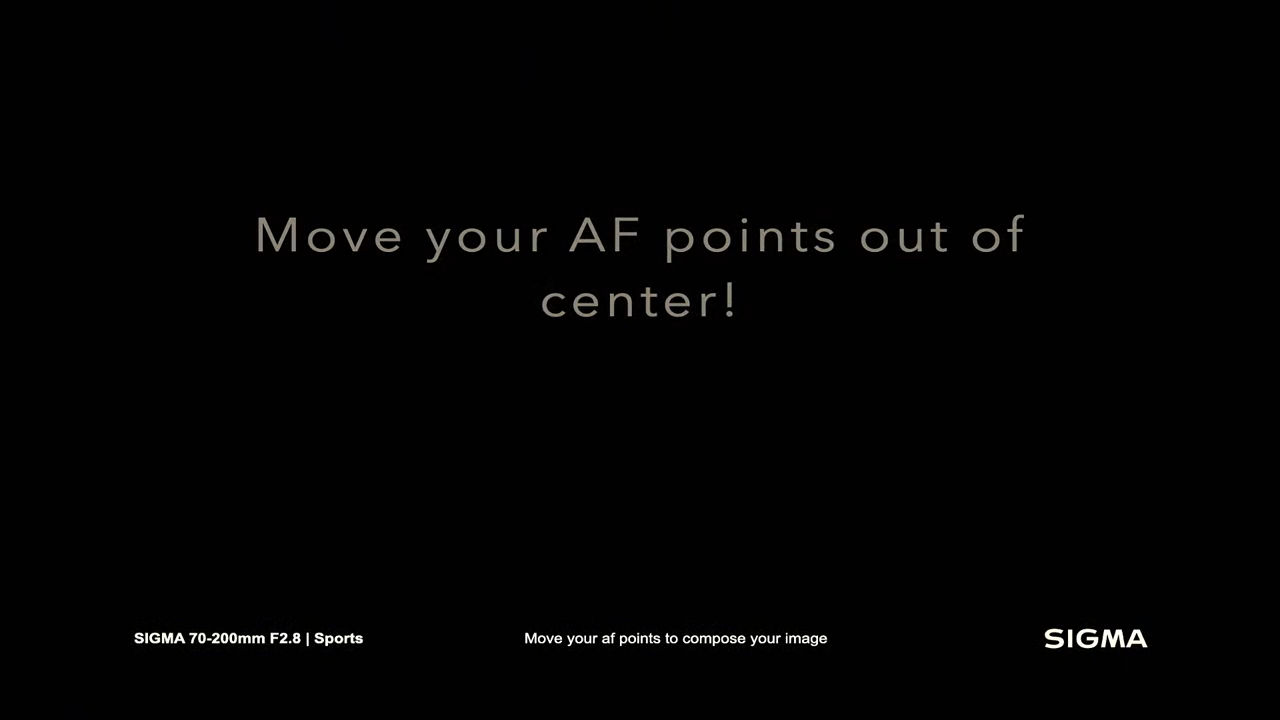 Move your AF points out of
center!
SIGMA 70-200mm F2.8 | Sports
Move your af points to compose your image
SIGMA